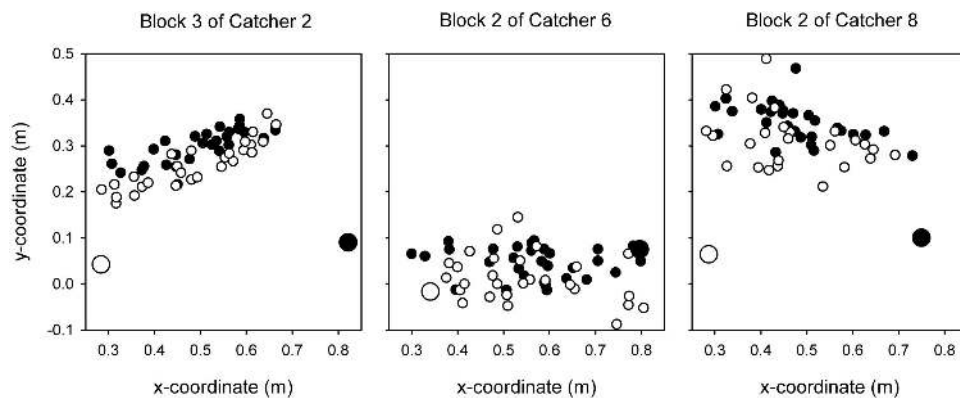 Block 3 of Catcher 2
Block 2 of Catcher 6
Block 2 of Catcher 8
y-coordinate (m)
0.5
0.4
0.3
0.2
0.1
0.0
-0.1
0.3 0.4 0.5 0.6 0.7 0.8
0.3 0.4 0.5 0.6 0.7 0.8
0.3 0.4 0.5 0.6 0.7 0.8
x-coordinate (m)
x-coordinate (m)
x-coordinate (m)